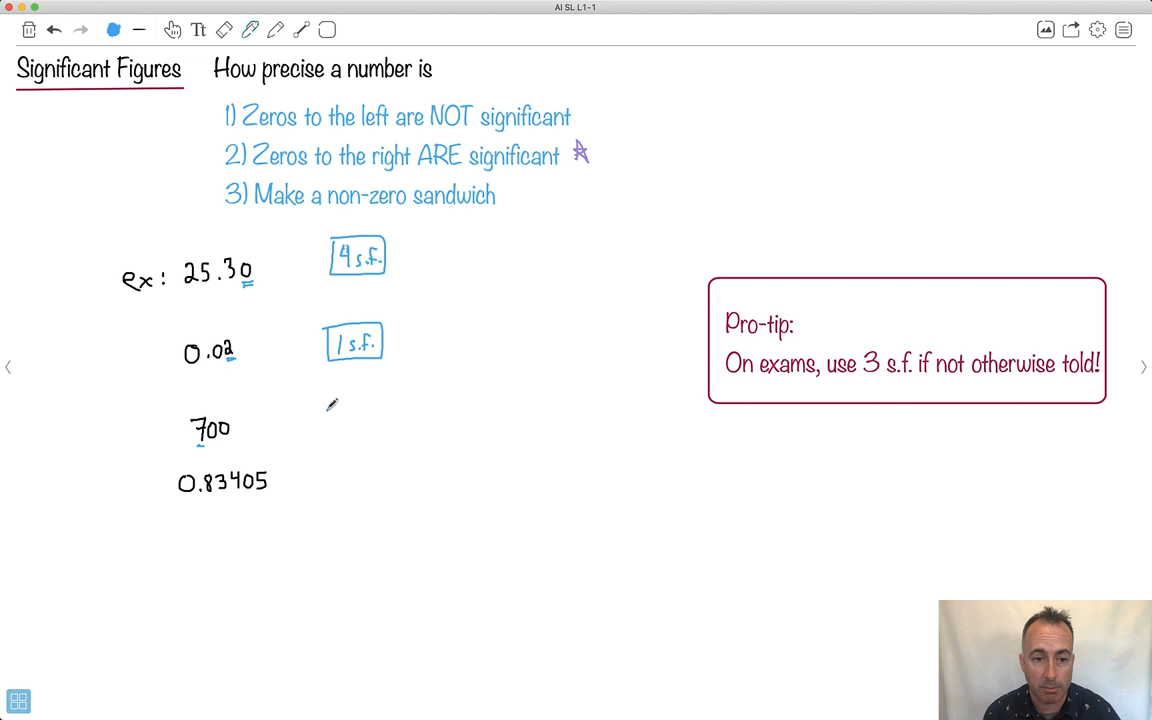 AI SL L1-1
Tt
Significant Figures How precise a number is
1) Zeros to the left are NOT significant
2) Zeros to the right ARE significant
3) Make a non-zero sandwich
ex: 25.30 4 s.f.
0.02 1 s.f.
700
0.83405
Pro-tip:
On exams, use 3 s.f. if not otherwise told!